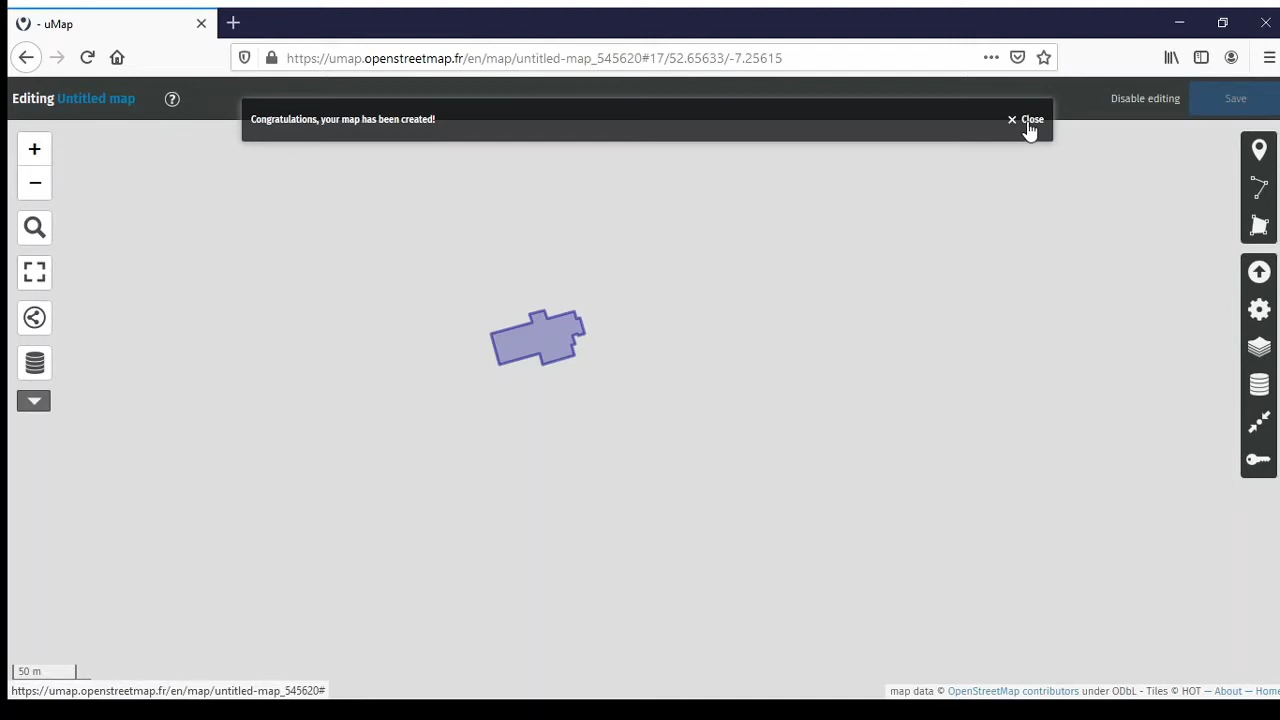 - uMap
https://umap.openstreetmap.fr/en/map/untitled-map_545620#17/52.65633/-7.25615
Editing Untitled map
Disable editing
Save
Congratulations, your map has been created!
Close
50 m
https://umap.openstreetmap.fr/en/map/untitled-map_545620#
map data © OpenStreetMap contributors under ODbL - Tiles © HOT — About — Home